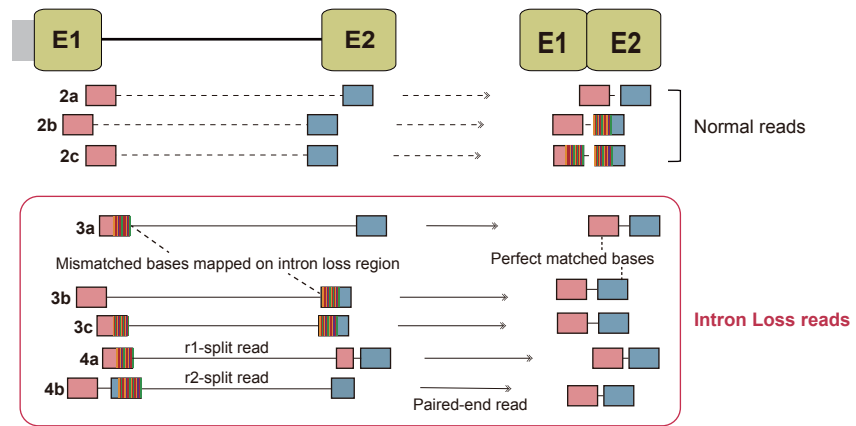 E1
E2
E1
E2
2a
2b
Normal reads
2c
3a
Mismatched bases mapped on intron loss region
Perfect matched bases
3b
3c
Intron Loss reads
r1-split read
4a
r2-split read
4b
Paired-end read